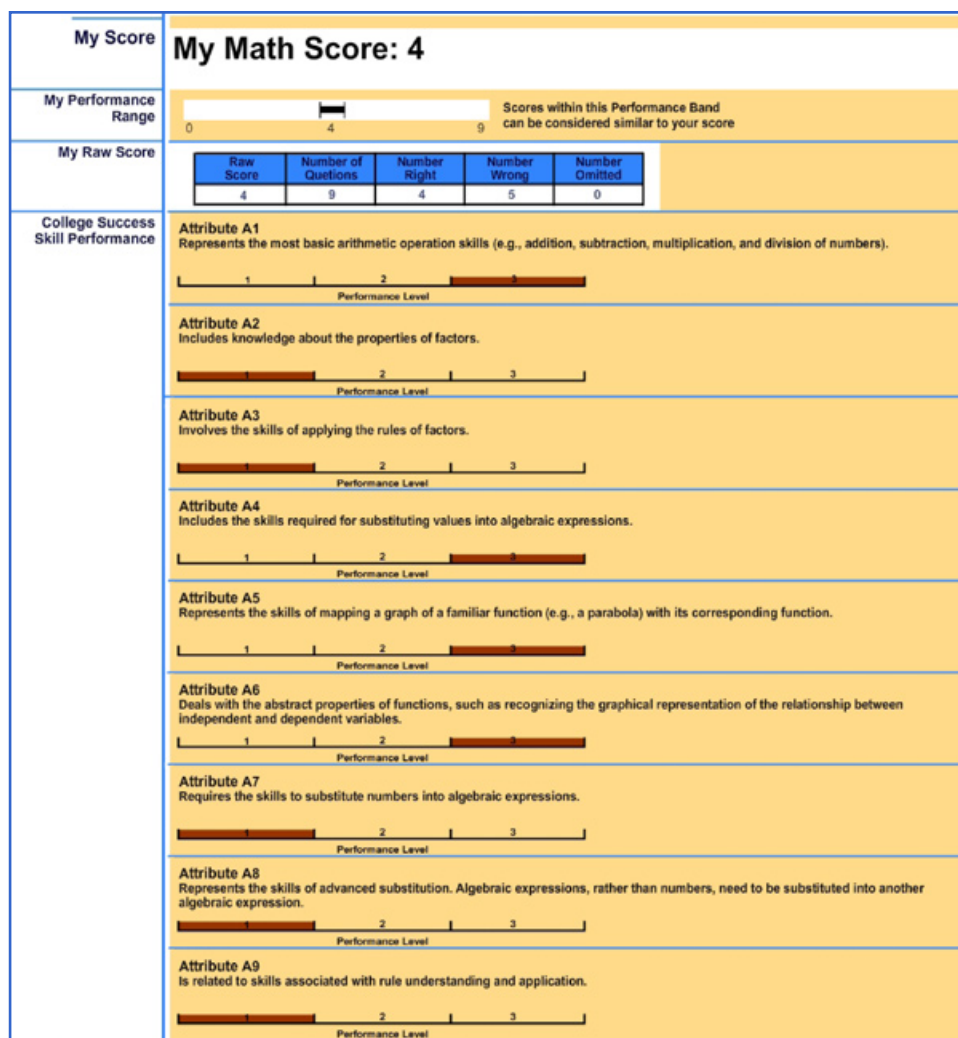 My Score
My Math Score: 4
My Performance
Range
Scores within this Performance Band
can be considered similar to your score
0 4 9
My Raw Score
Raw Score Number of Quetions Number Right Number Wrong Number Omitted
4 9 4 5 0
College Success
Skill Performance
Attribute A1
Represents the most basic arithmetic operation skills (e.g., addition, subtraction, multiplication, and division of numbers).
1 2 3
Performance Level
Attribute A2
Includes knowledge about the properties of factors.
1 2 3
Performance Level
Attribute A3
Involves the skills of applying the rules of factors.
1 2 3
Performance Level
Attribute A4
Includes the skills required for substituting values into algebraic expressions.
1 2 3
Performance Level
Attribute A5
Represents the skills of mapping a graph of a familiar function (e.g., a parabola) with its corresponding function.
1 2 3
Performance Level
Attribute A6
Deals with the abstract properties of functions, such as recognizing the graphical representation of the relationship between
independent and dependent variables.
1 2 3
Performance Level
Attribute A7
Requires the skills to substitute numbers into algebraic expressions.
1 2 3
Performance Level
Attribute A8
Represents the skills of advanced substitution. Algebraic expressions, rather than numbers, need to be substituted into another
algebraic expression.
1 2 3
Performance Level
Attribute A9
Is related to skills associated with rule understanding and application.
1 2 3
Performance Level